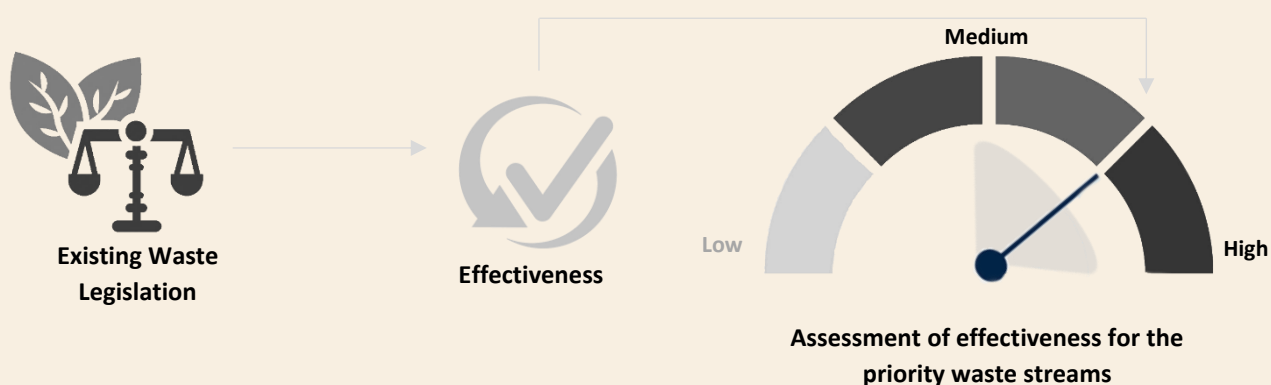 Existing Waste
Legislation
Effectiveness
Low
Medium
High
Assessment of effectiveness for the
priority waste streams